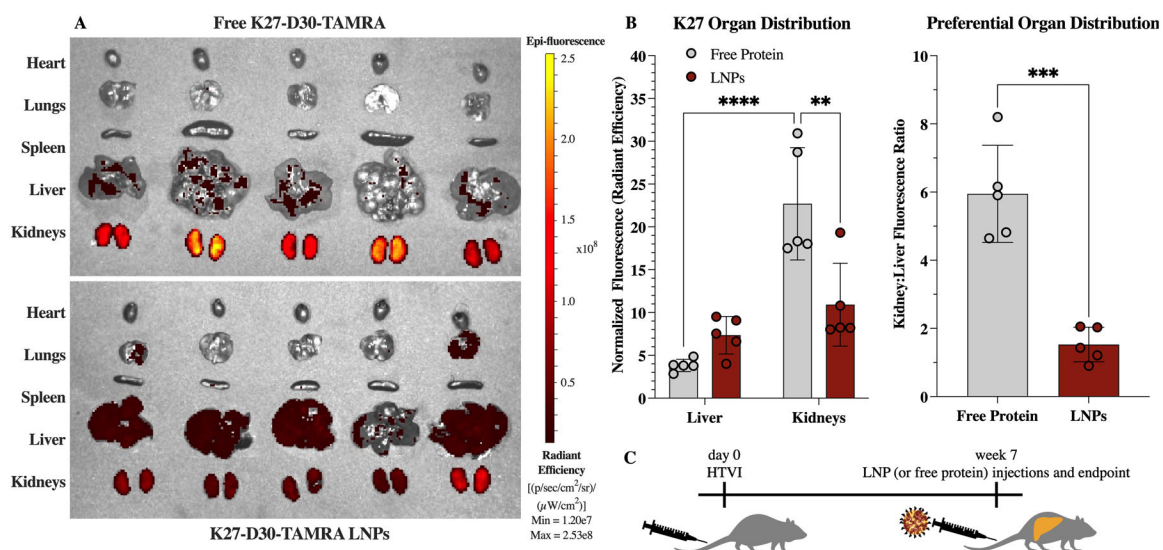 A
Free K27-D30-TAMRA
Heart
Lungs
Spleen
Liver
Kidneys
Heart
Lungs
Spleen
Liver
Kidneys
K27-D30-TAMRA LNPs
Epi-fluorescence
2.5
2.0
1.5
x10⁸
1.0
0.5
Radiant
Efficiency
[(p/sec/cm²/sr)/
(μW/cm²)]
Min = 1.20e7
Max = 2.53e8
B
K27 Organ Distribution
Free Protein
LNPs
Normalized Fluorescence (Radiant Efficiency)
40
35
30
25
20
15
10
5
0
****
**
Liver
Kidneys
Preferential Organ Distribution
Kidney:Liver Fluorescence Ratio
10
8
6
4
2
0
***
Free Protein
LNPs
C
day 0
HTVI
week 7
LNP (or free protein) injections and endpoint